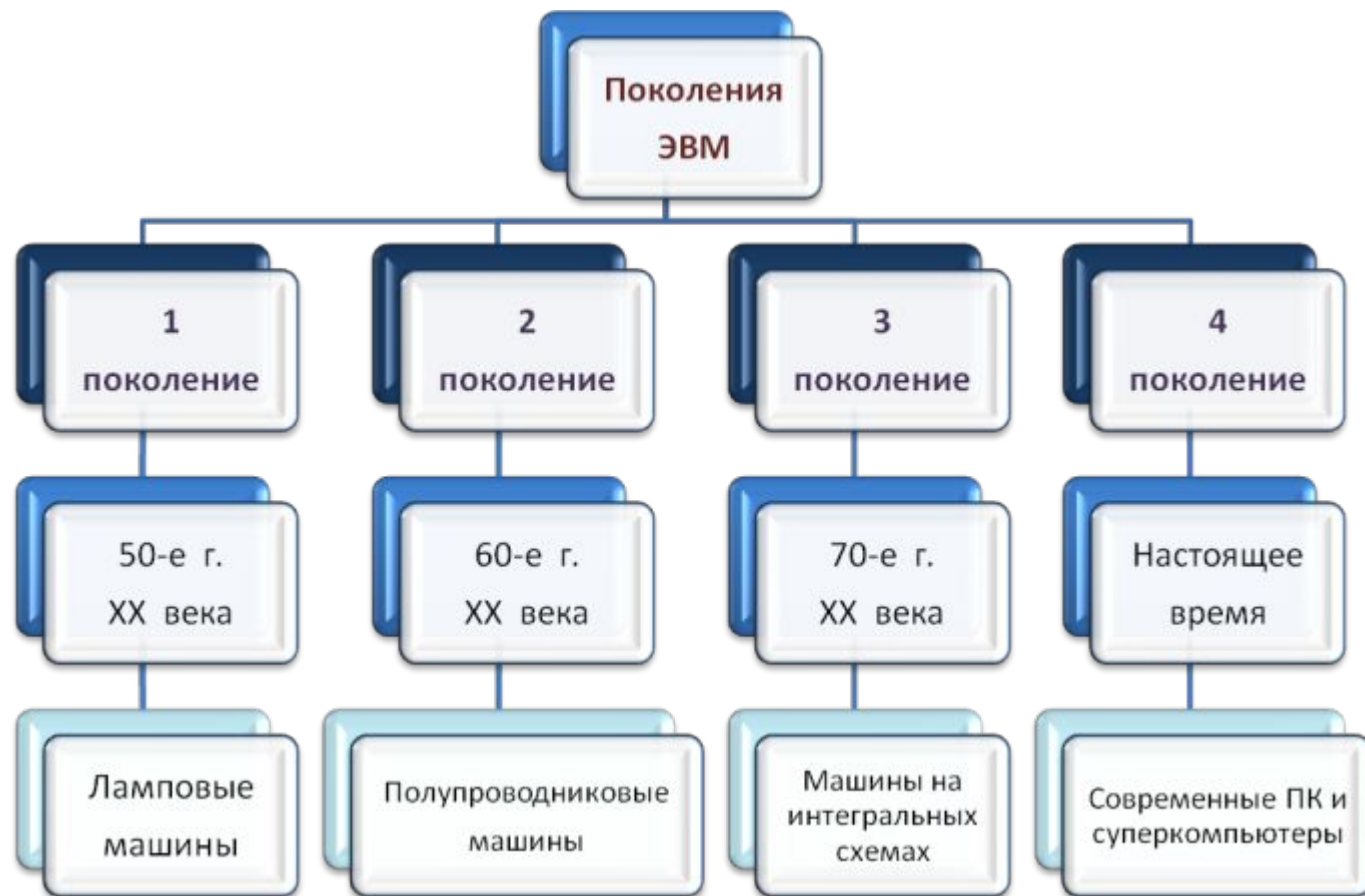 Поколения
ЭВМ
1
поколение
2
поколение
3
поколение
4
поколение
50-е г.
XX века
60-е г.
XX века
70-е г.
XX века
Настоящее
время
Ламповые
машины
Полупроводниковые
машины
Машины на
интегральных
схемах
Современные ПК и
суперкомпьютеры